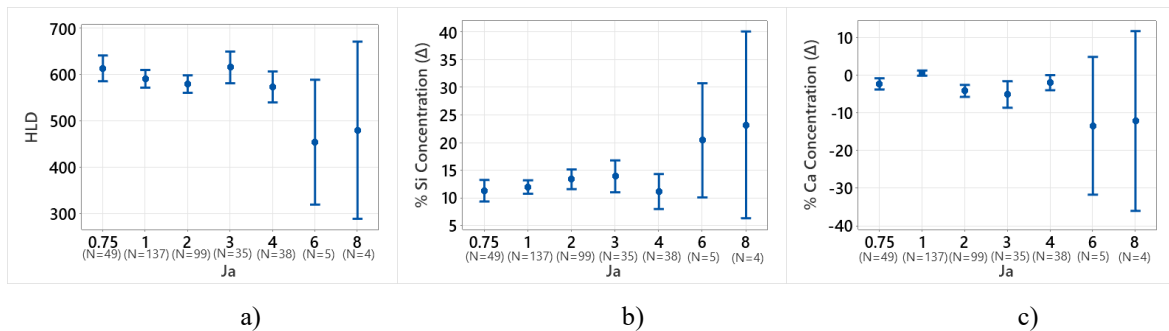 HLD
700
600
500
400
300
0.75 1 2 3 4 6 8
(N=49) (N=137) (N=99) (N=35) (N=38) (N=5) (N=4)
Ja
a)
% Si Concentration (Δ)
40
35
30
25
20
15
10
5
0.75 1 2 3 4 6 8
(N=49) (N=137) (N=99) (N=35) (N=38) (N=5) (N=4)
Ja
b)
% Ca Concentration (Δ)
10
0
-10
-20
-30
-40
0.75 1 2 3 4 6 8
(N=49) (N=137) (N=99) (N=35) (N=38) (N=5) (N=4)
Ja
c)